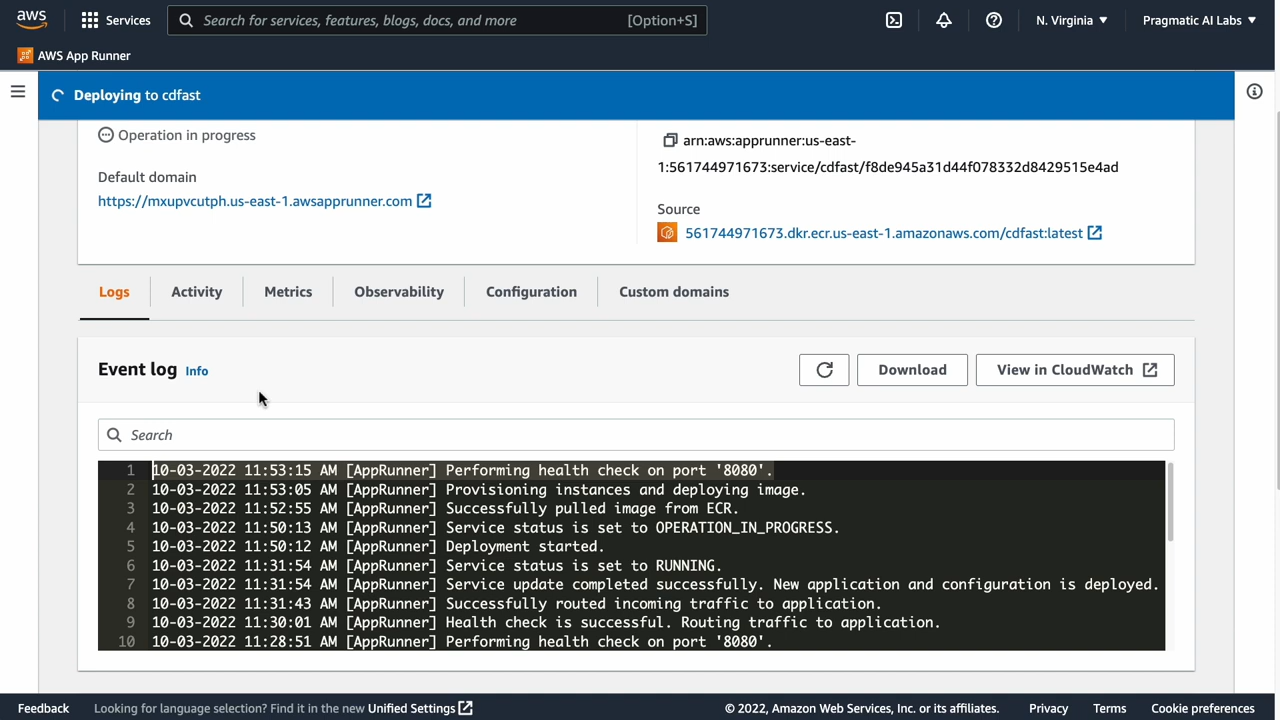 aws
Services
Search for services, features, blogs, docs, and more
[Option+S]
N. Virginia ▼
Pragmatic AI Labs ▼
AWS App Runner
Deploying to cdfast
Operation in progress
Default domain
https://mxupvcutph.us-east-1.awsapprunner.com
arn:aws:apprunner:us-east-
1:561744971673:service/cdfast/f8de945a31d44f078332d8429515e4ad
Source
561744971673.dkr.ecr.us-east-1.amazonaws.com/cdfast:latest
Logs
Activity
Metrics
Observability
Configuration
Custom domains
Event log Info
Download
View in CloudWatch
Search
1 10-03-2022 11:53:15 AM [AppRunner] Performing health check on port '8080'.
2 10-03-2022 11:53:05 AM [AppRunner] Provisioning instances and deploying image.
3 10-03-2022 11:52:55 AM [AppRunner] Successfully pulled image from ECR.
4 10-03-2022 11:50:13 AM [AppRunner] Service status is set to OPERATION_IN_PROGRESS.
5 10-03-2022 11:50:12 AM [AppRunner] Deployment started.
6 10-03-2022 11:31:54 AM [AppRunner] Service status is set to RUNNING.
7 10-03-2022 11:31:54 AM [AppRunner] Service update completed successfully. New application and configuration is deployed.
8 10-03-2022 11:31:43 AM [AppRunner] Successfully routed incoming traffic to application.
9 10-03-2022 11:30:01 AM [AppRunner] Health check is successful. Routing traffic to application.
10 10-03-2022 11:28:51 AM [AppRunner] Performing health check on port '8080'.
Feedback
Looking for language selection? Find it in the new Unified Settings
© 2022, Amazon Web Services, Inc. or its affiliates.
Privacy
Terms
Cookie preferences